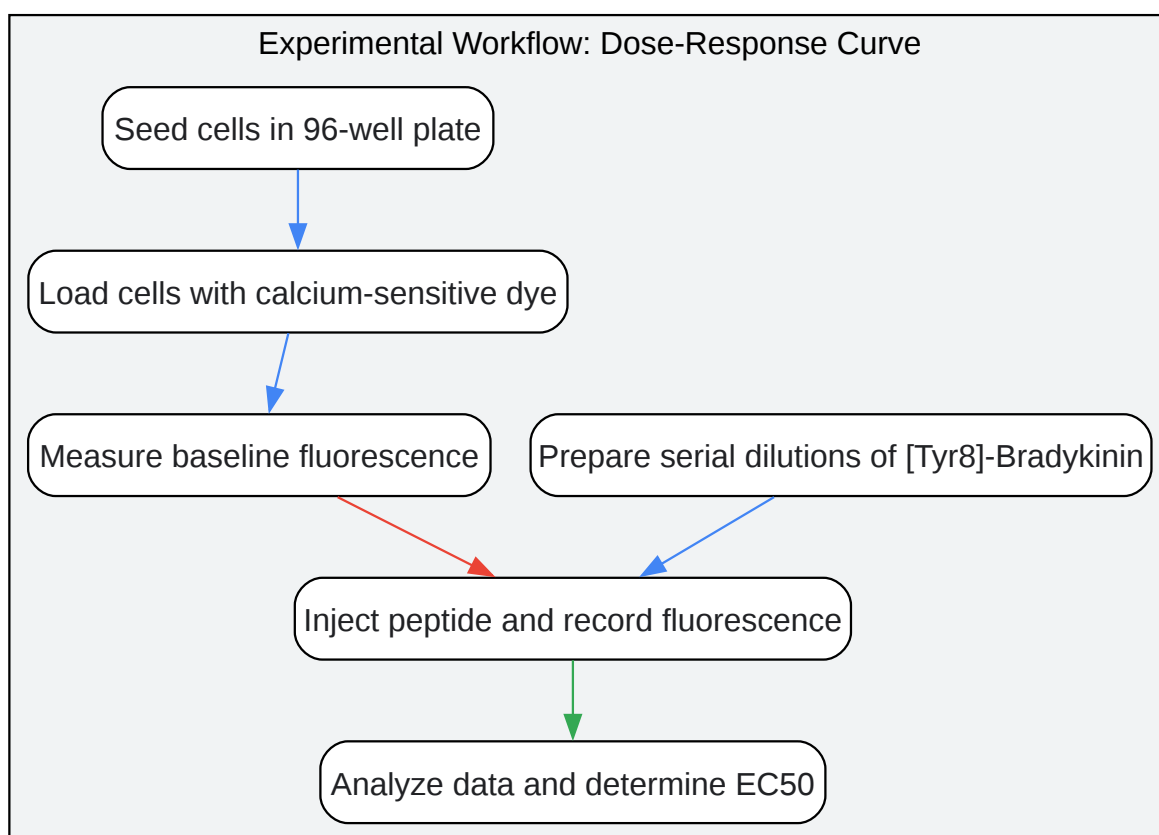 Experimental Workflow: Dose-Response Curve
Seed cells in 96-well plate
Load cells with calcium-sensitive dye
Measure baseline fluorescence
Prepare serial dilutions of [Tyr8]-Bradykinin
Inject peptide and record fluorescence
Analyze data and determine EC50